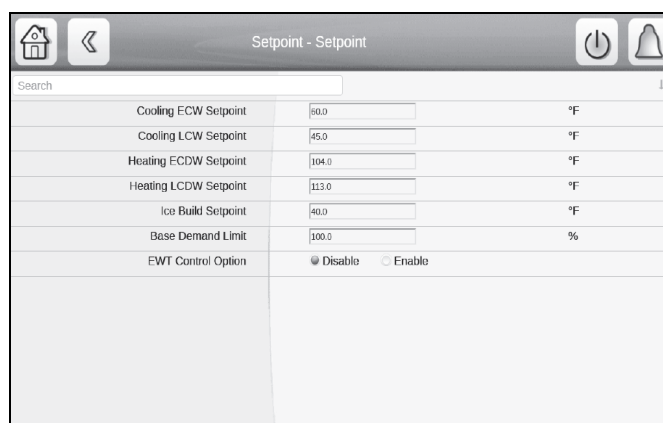 Setpoint - Setpoint
Search
Cooling ECW Setpoint 60.0 °F
Cooling LCW Setpoint 45.0 °F
Heating ECDW Setpoint 104.0 °F
Heating LCDW Setpoint 113.0 °F
Ice Build Setpoint 40.0 °F
Base Demand Limit 100.0 %
EWT Control Option Disable Enable